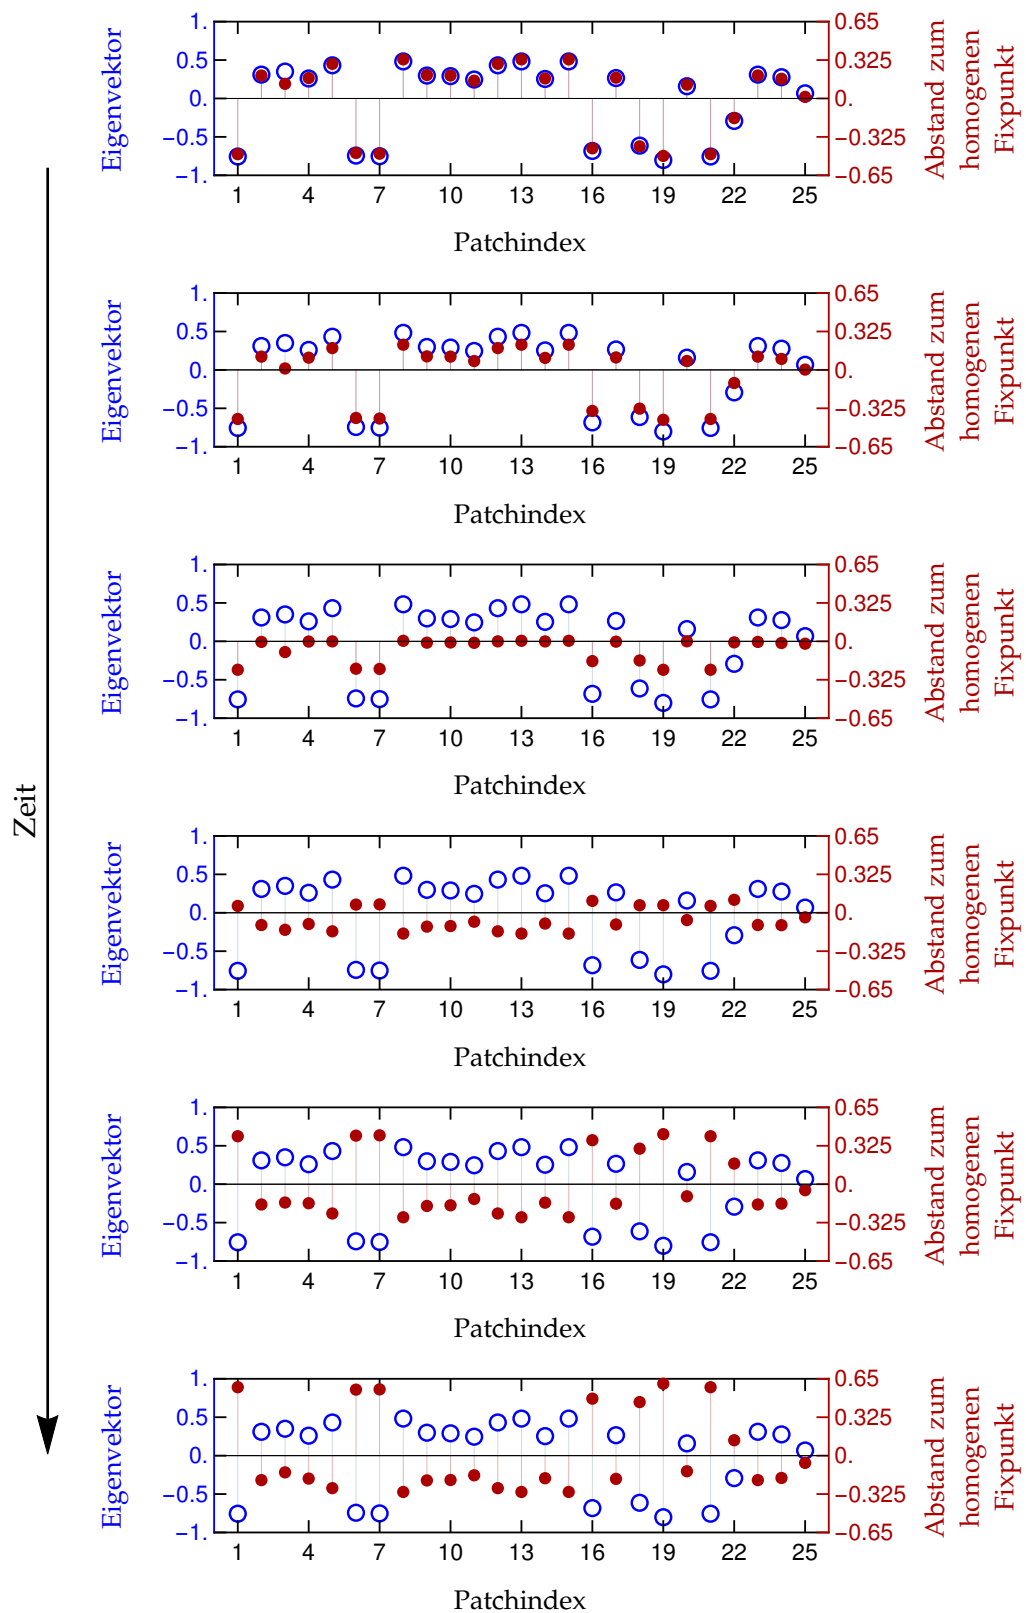 Zeit
Eigenvektor
1.
0.5
0.
−0.5
−1.
0.65
0.325
0.
−0.325
−0.65
Abstand zum
homogenen
Fixpunkt
1 4 7 10 13 16 19 22 25
Patchindex
Eigenvektor
1.
0.5
0.
−0.5
−1.
0.65
0.325
0.
−0.325
−0.65
Abstand zum
homogenen
Fixpunkt
1 4 7 10 13 16 19 22 25
Patchindex
Eigenvektor
1.
0.5
0.
−0.5
−1.
0.65
0.325
0.
−0.325
−0.65
Abstand zum
homogenen
Fixpunkt
1 4 7 10 13 16 19 22 25
Patchindex
Eigenvektor
1.
0.5
0.
−0.5
−1.
0.65
0.325
0.
−0.325
−0.65
Abstand zum
homogenen
Fixpunkt
1 4 7 10 13 16 19 22 25
Patchindex
Eigenvektor
1.
0.5
0.
−0.5
−1.
0.65
0.325
0.
−0.325
−0.65
Abstand zum
homogenen
Fixpunkt
1 4 7 10 13 16 19 22 25
Patchindex
Eigenvektor
1.
0.5
0.
−0.5
−1.
0.65
0.325
0.
−0.325
−0.65
Abstand zum
homogenen
Fixpunkt
1 4 7 10 13 16 19 22 25
Patchindex